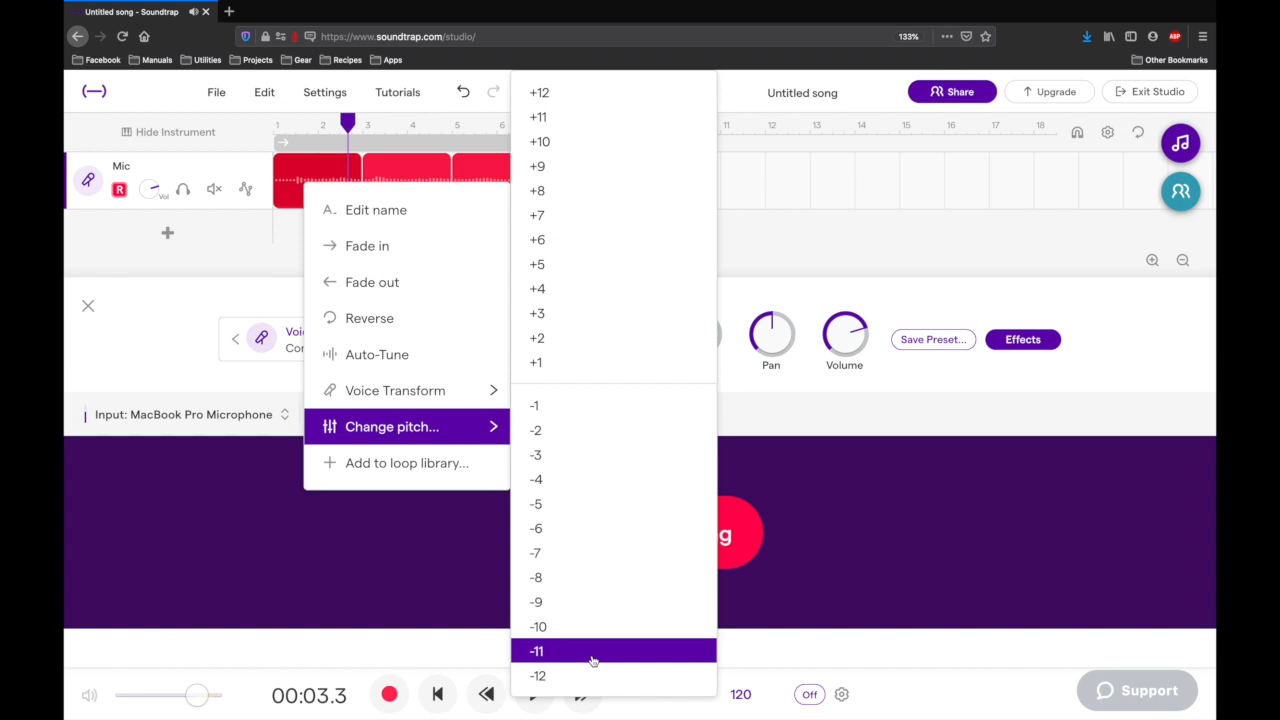 Untitled song - Soundtrap
https://www.soundtrap.com/studio/
133%
ABP
Facebook
Manuals
Utilities
Projects
Gear
Recipes
Apps
Other Bookmarks
File
Edit
Settings
Tutorials
Untitled song
Share
Upgrade
Exit Studio
Hide Instrument
1 2 3 4 5 6 11 12 13 14 15 16 17 18
Mic
R
Vol
Edit name
Fade in
Fade out
Reverse
Auto-Tune
Voice Transform
Change pitch...
Add to loop library...
+12
+11
+10
+9
+8
+7
+6
+5
+4
+3
+2
+1
-1
-2
-3
-4
-5
-6
-7
-8
-9
-10
-11
-12
Pan
Volume
Save Preset...
Effects
Input: MacBook Pro Microphone
00:03.3
120
Off
Support